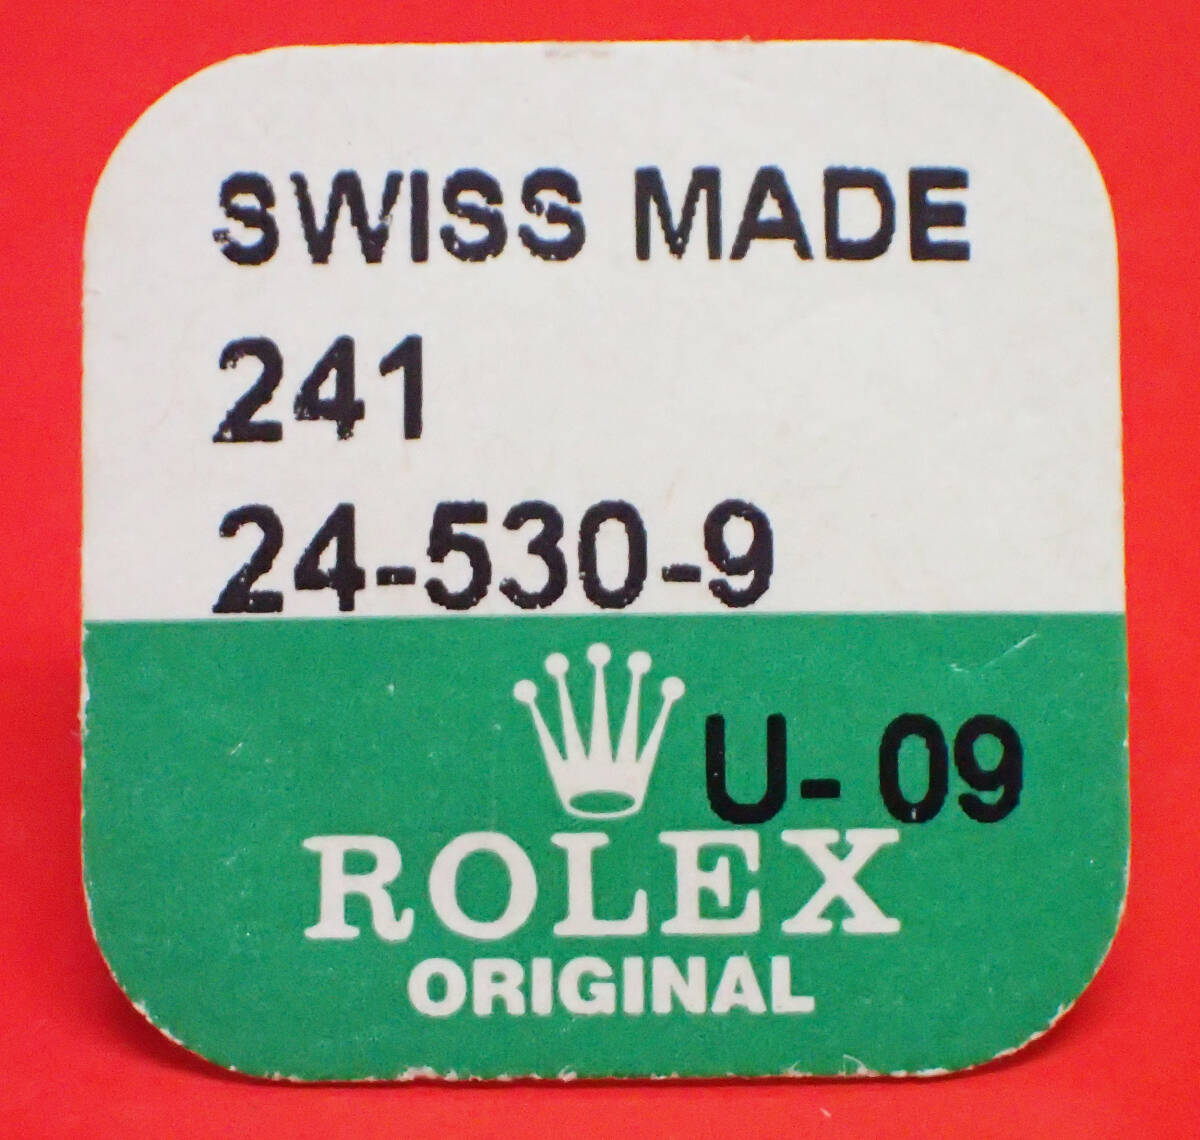 SWISS MADE
241
24-530-9
U- 09
ROLEX
ORIGINAL